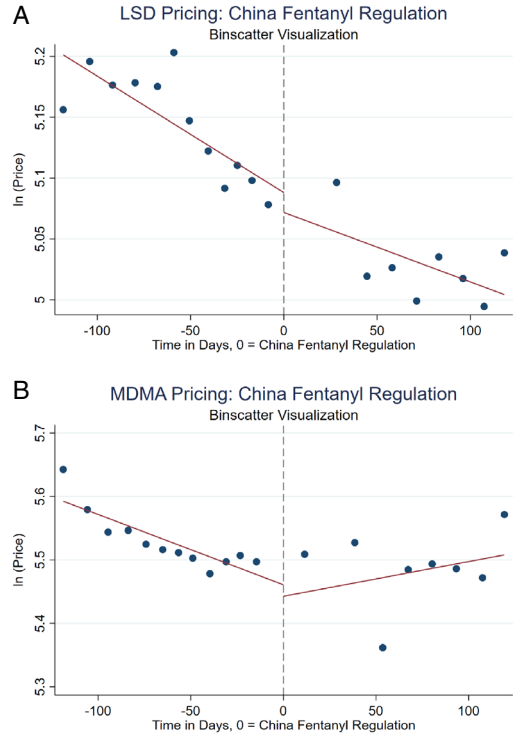 A
LSD Pricing: China Fentanyl Regulation
Binscatter Visualization
5.2
5.15
5.1
5.05
5
ln (Price)
-100 -50 0 50 100
Time in Days, 0 = China Fentanyl Regulation
B
MDMA Pricing: China Fentanyl Regulation
Binscatter Visualization
5.7
5.6
5.5
5.4
5.3
ln (Price)
-100 -50 0 50 100
Time in Days, 0 = China Fentanyl Regulation